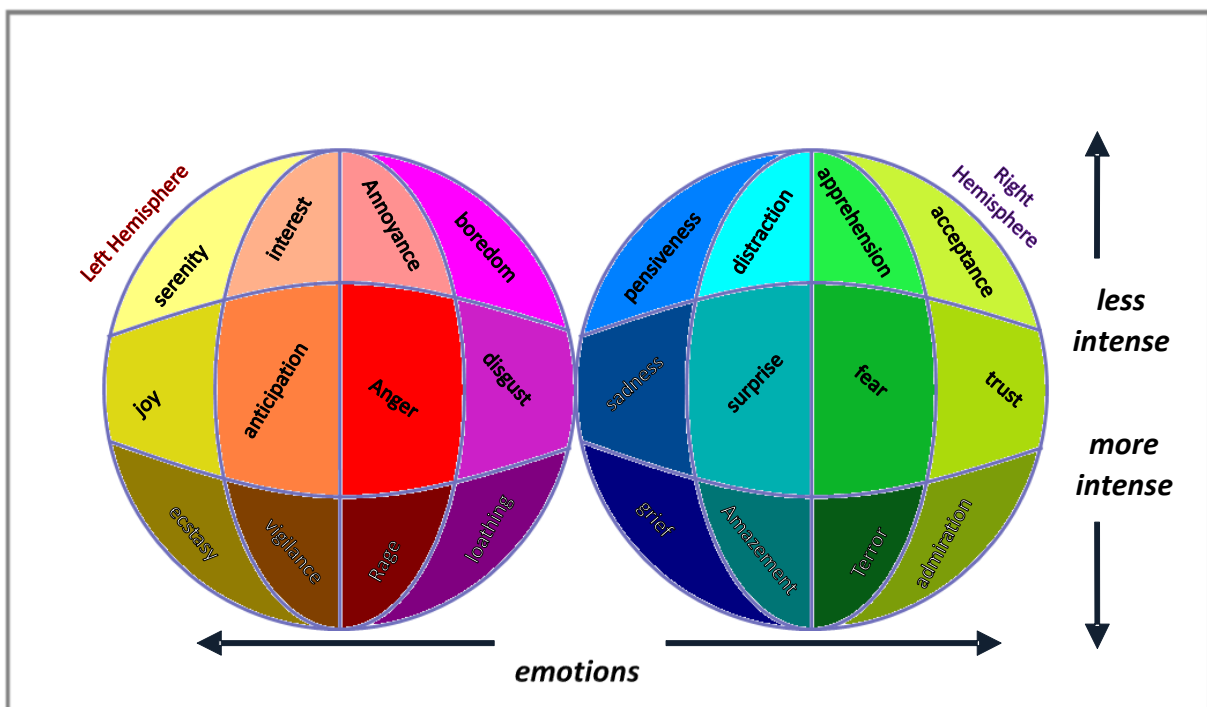 Left Hemisphere
serenity
interest
Annoyance
boredom
joy
anticipation
Anger
disgust
ecstasy
vigilance
Rage
loathing
pensiveness
distraction
apprehension
acceptance
Right
Hemisphere
sadness
surprise
fear
trust
grief
Amazement
Terror
admiration
less
intense
more
intense
emotions